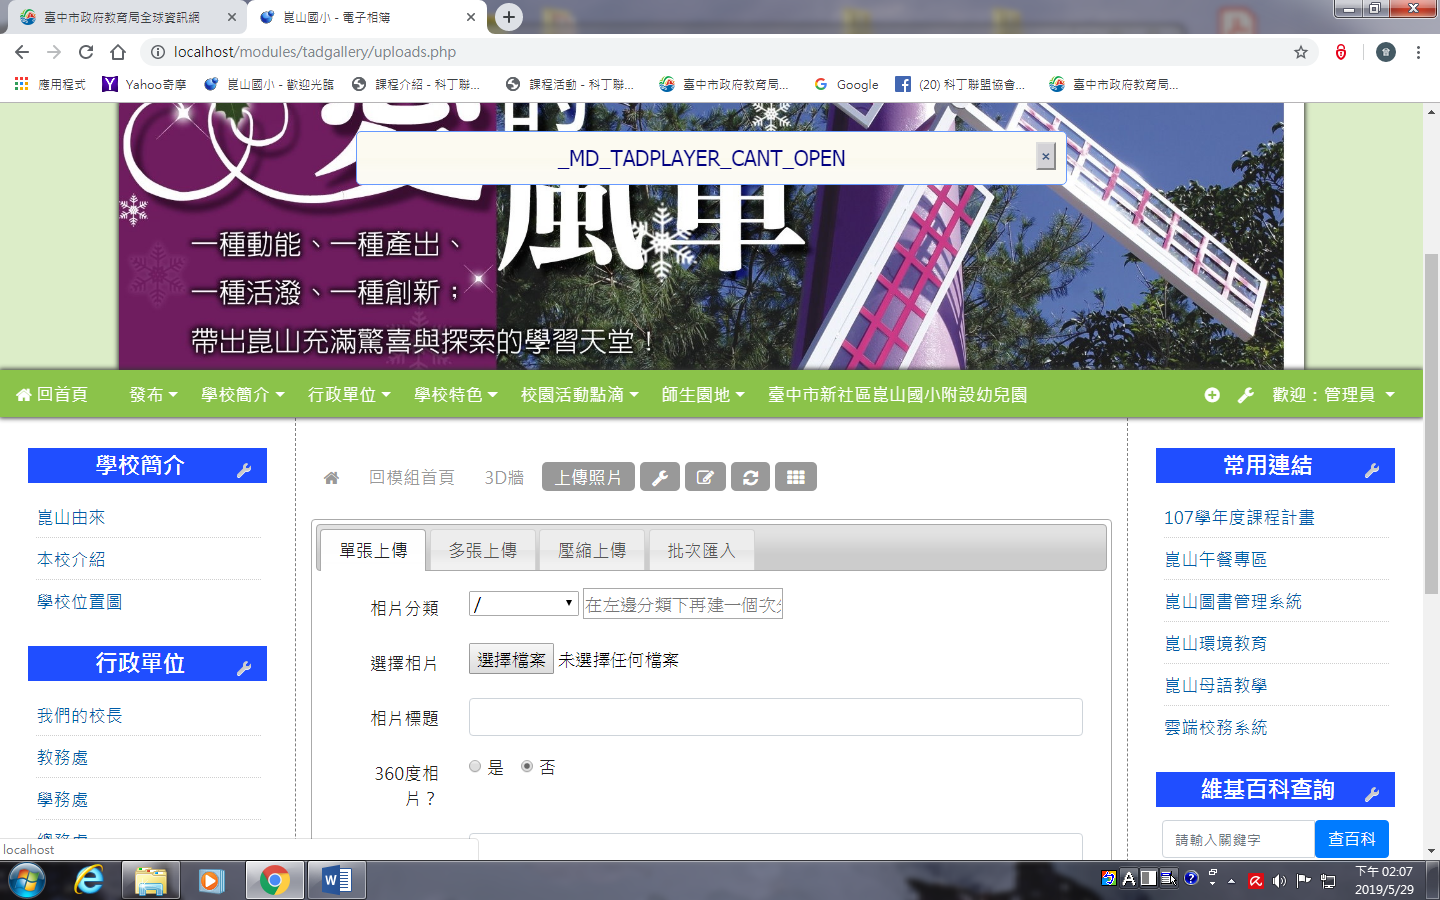 臺中市政府教育局全球資訊網
崑山國小 - 電子相簿
localhost/modules/tadgallery/uploads.php
應用程式
Yahoo奇摩
崑山國小 - 歡迎光臨
課程介紹 - 科丁聯...
課程活動 - 科丁聯...
臺中市政府教育局...
Google
(20) 科丁聯盟協會...
臺中市政府教育局...
_MD_TADPLAYER_CANT_OPEN
×
風車
一種動能、一種產出、
一種活潑、一種創新；
帶出崑山充滿驚喜與探索的學習天堂！
回首頁 發布 學校簡介 行政單位 學校特色 校園活動點滴 師生園地 臺中市新社區崑山國小附設幼兒園 歡迎：管理員
學校簡介
崑山由來
本校介紹
學校位置圖
行政單位
我們的校長
教務處
學務處
回模組首頁 3D牆 上傳照片
單張上傳 多張上傳 壓縮上傳 批次匯入
相片分類 / 在左邊分類下再建一個次
選擇相片 選擇檔案 未選擇任何檔案
相片標題
360度相
片？
是 否
常用連結
107學年度課程計畫
崑山午餐專區
崑山圖書管理系統
崑山環境教育
崑山母語教學
雲端校務系統
維基百科查詢
請輸入關鍵字 查百科
localhost
下午 02:07
2019/5/29